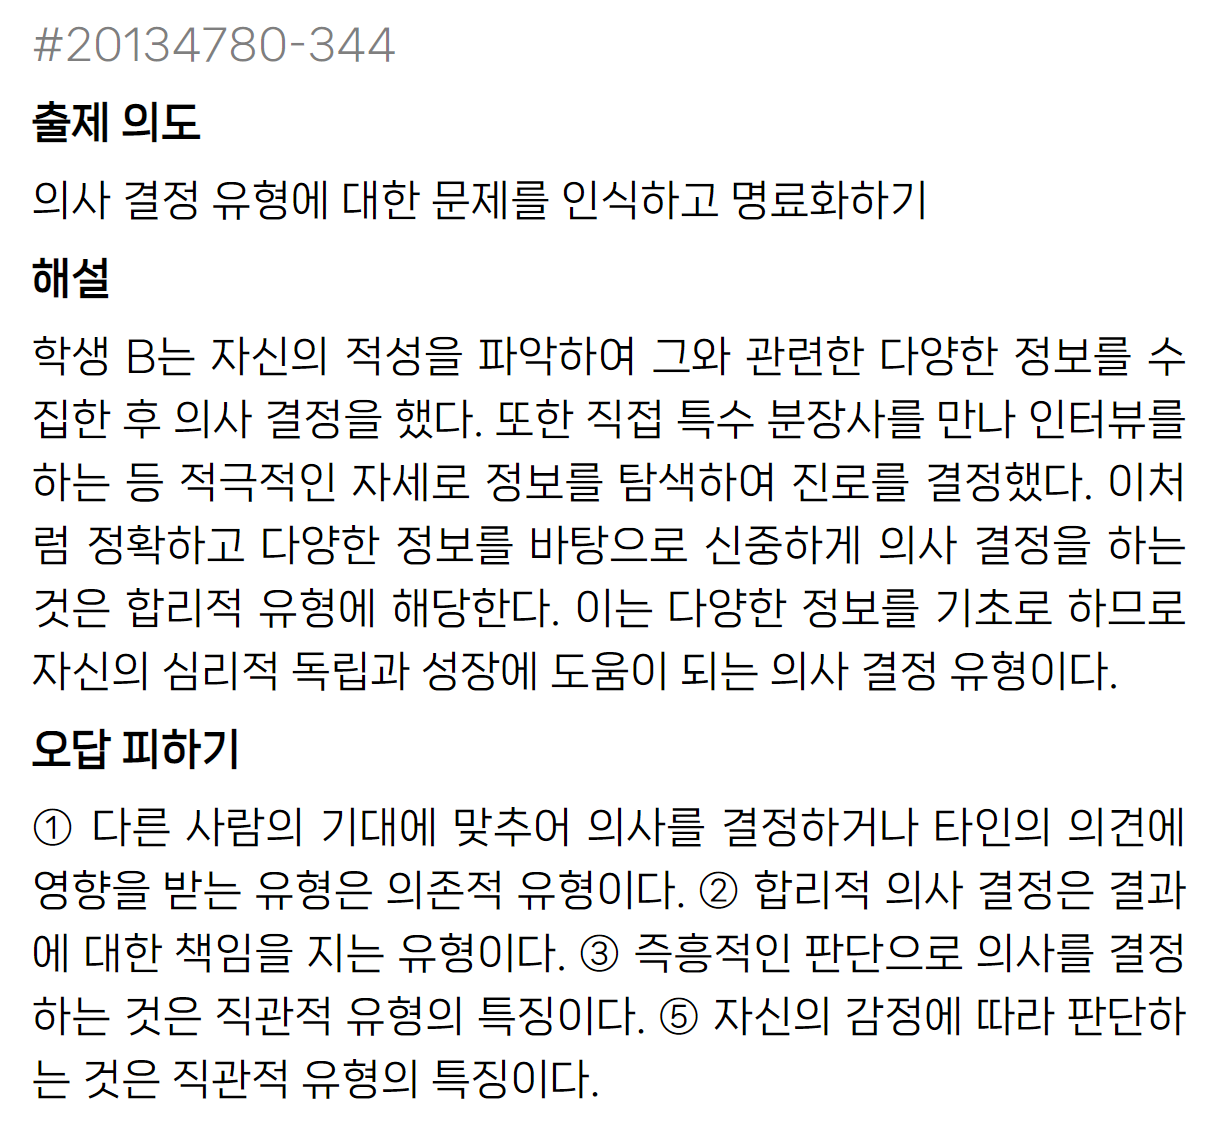 #20134780-344
출제 의도
의사 결정 유형에 대한 문제를 인식하고 명료화하기
해설
학생 B는 자신의 적성을 파악하여 그와 관련한 다양한 정보를 수
집한 후 의사 결정을 했다. 또한 직접 특수 분장사를 만나 인터뷰를
하는 등 적극적인 자세로 정보를 탐색하여 진로를 결정했다. 이처
럼 정확하고 다양한 정보를 바탕으로 신중하게 의사 결정을 하는
것은 합리적 유형에 해당한다. 이는 다양한 정보를 기초로 하므로
자신의 심리적 독립과 성장에 도움이 되는 의사 결정 유형이다.
오답 피하기
① 다른 사람의 기대에 맞추어 의사를 결정하거나 타인의 의견에
영향을 받는 유형은 의존적 유형이다. ② 합리적 의사 결정은 결과
에 대한 책임을 지는 유형이다. ③ 즉흥적인 판단으로 의사를 결정
하는 것은 직관적 유형의 특징이다. ⑤ 자신의 감정에 따라 판단하
는 것은 직관적 유형의 특징이다.